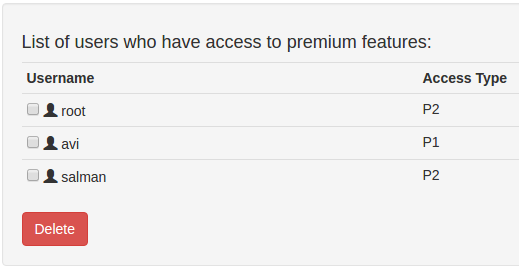 List of users who have access to premium features:
Username Access Type
root P2
avi P1
salman P2
Delete